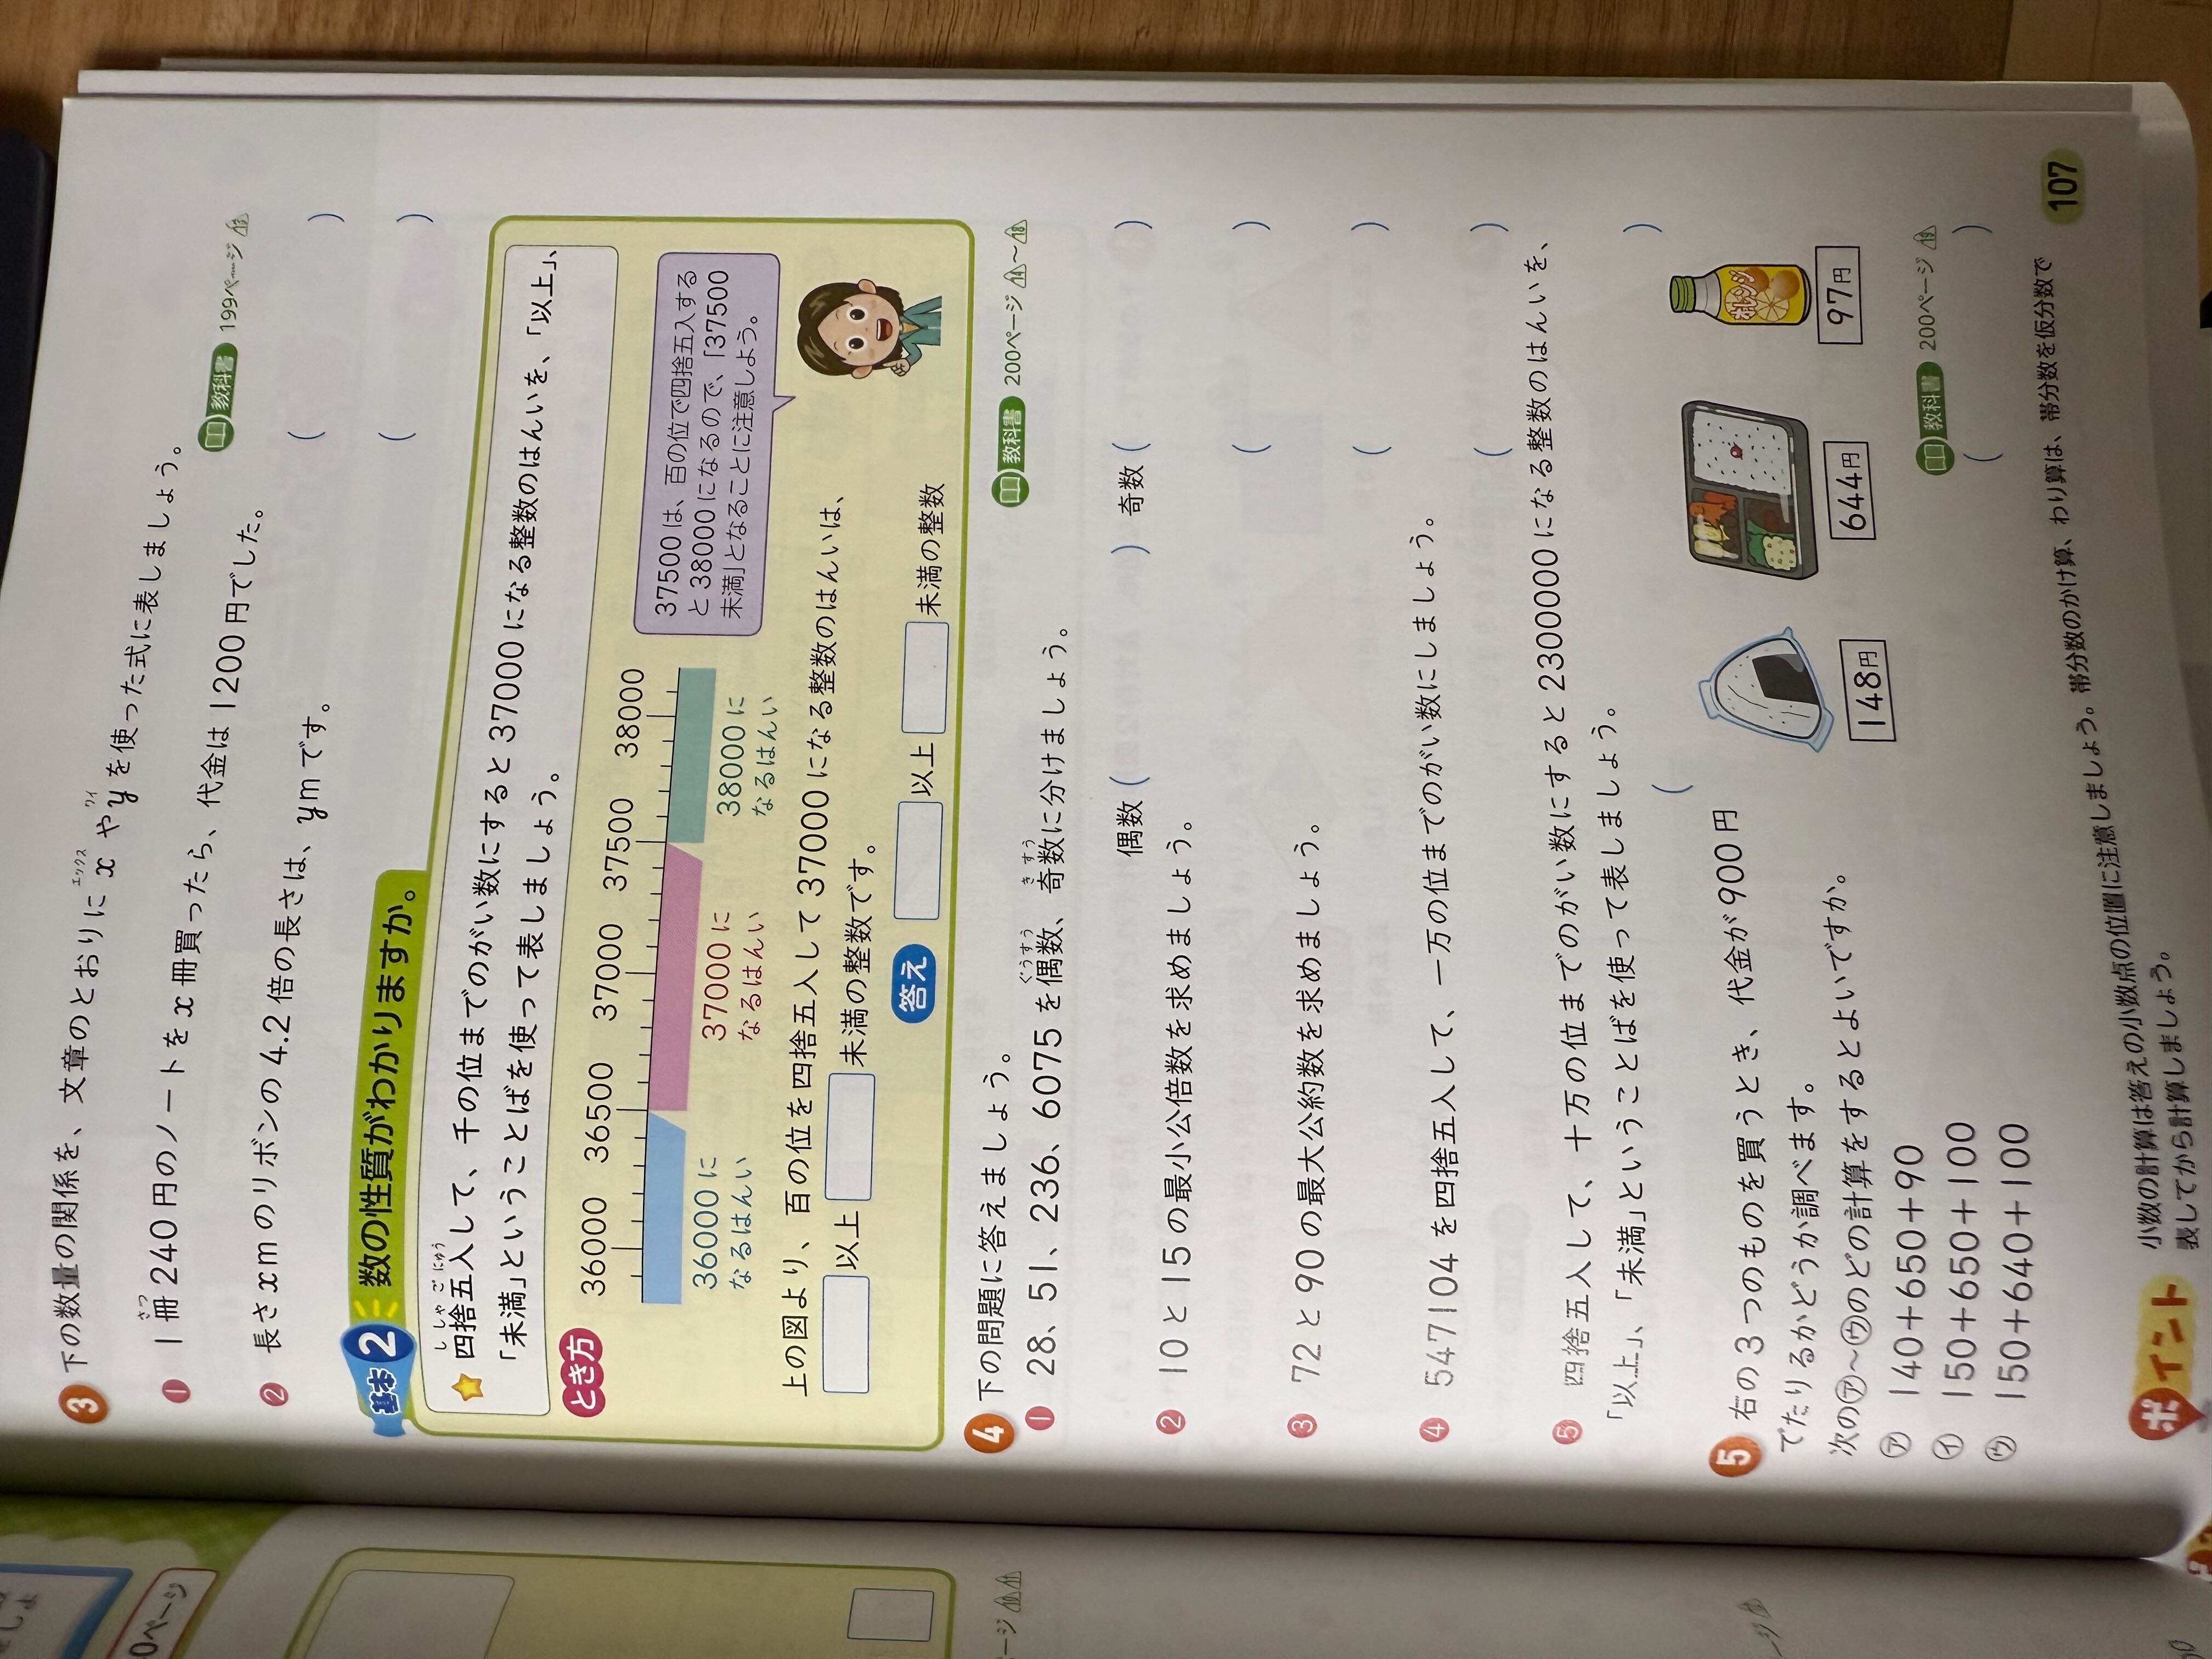 3 下の数量の関係を、文章のとおりに x や y を使った式に表しましょう。
エックス ワイ
教科書 199ページ 13
1 1冊240円のノートを x 冊買ったら、代金は1200円でした。
さつ
( )
2 長さ x m のリボンの4.2倍の長さは、y m です。
( )
基本 2 数の性質がわかりますか。
四捨五入して、千の位までのがい数にすると37000になる整数のはんいを、「以上」、
ししゃごにゅう
「未満」ということばを使って表しましょう。
とき方
36000 36500 37000 37500 38000
36000に
なるはんい
37000に
なるはんい
38000に
なるはんい
37500は、百の位で四捨五入する
と38000になるので、「37500
未満」となることに注意しよう。
上の図より、百の位を四捨五入して37000になる整数のはんいは、
以上 未満の整数です。
答え 以上 未満の整数
4 下の問題に答えましょう。
教科書 200ページ 14〜18
1 28、51、236、6075を偶数、奇数に分けましょう。
ぐうすう きすう
偶数( ) 奇数( )
2 10と15の最小公倍数を求めましょう。
( )
3 72と90の最大公約数を求めましょう。
( )
4 547104を四捨五入して、一万の位までのがい数にしましょう。
( )
5 四捨五入して、十万の位までのがい数にすると2300000になる整数のはんいを、
「以上」、「未満」ということばを使って表しましょう。
( )
5 右の3つのものを買うとき、代金が900円
でたりるかどうか調べます。
次の㋐〜㋒のどの計算をするとよいですか。
㋐ 140+650+90
㋑ 150+650+100
㋒ 150+640+100
オレンジ
148円
644円
97円
教科書 200ページ 19
( )
ポイント
小数の計算は答えの小数点の位置に注意しましょう。帯分数のかけ算、わり算は、帯分数を仮分数で
表してから計算しましょう。
107